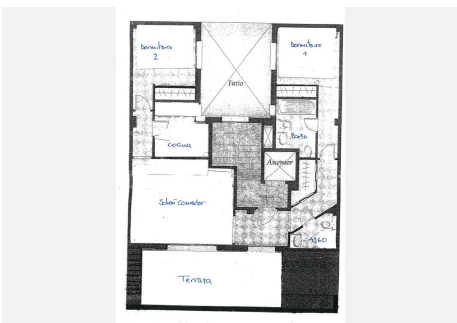 Dormitorio
2
Dormitorio
1
Patio
Cocina
Baño
Ascensor
Salón Comedor
Aseo
Terraza